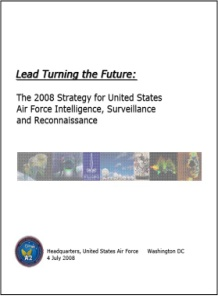 Lead Turning the Future:
The 2008 Strategy for United States
Air Force Intelligence, Surveillance
and Reconnaissance
A2
Headquarters, United States Air Force Washington DC
4 July 2008